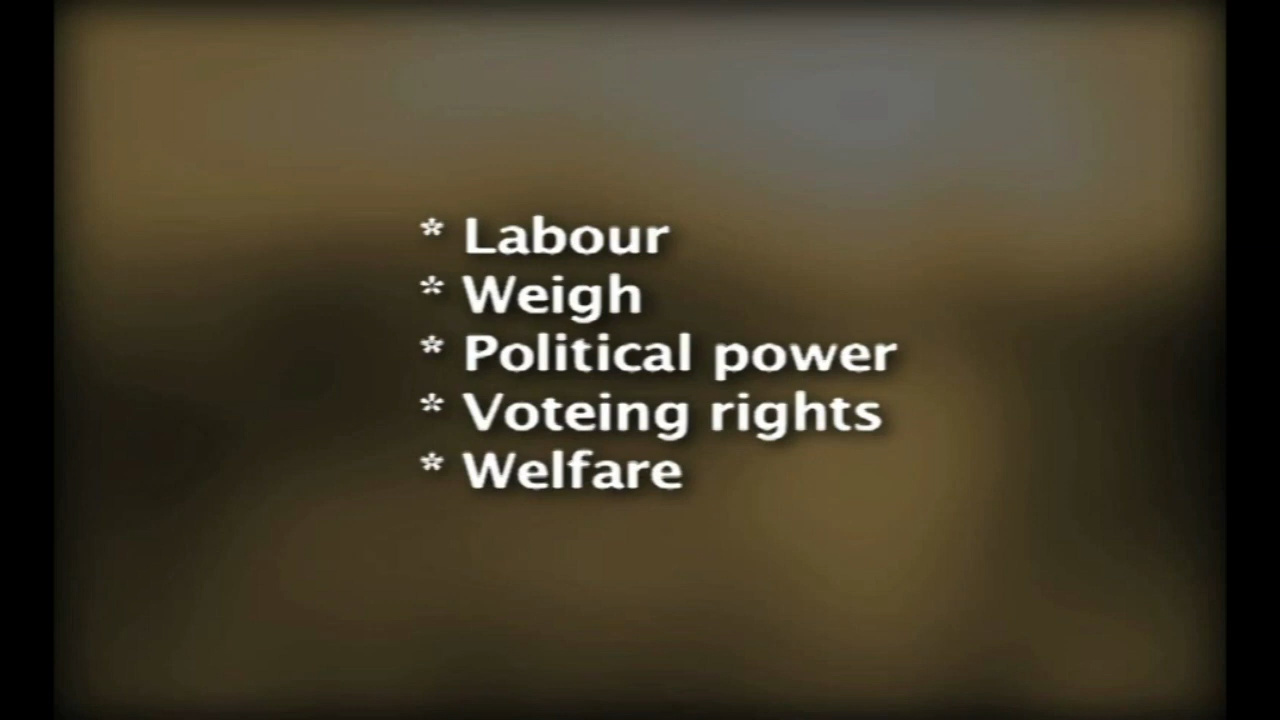 * Labour
* Weigh
* Political power
* Voteing rights
* Welfare